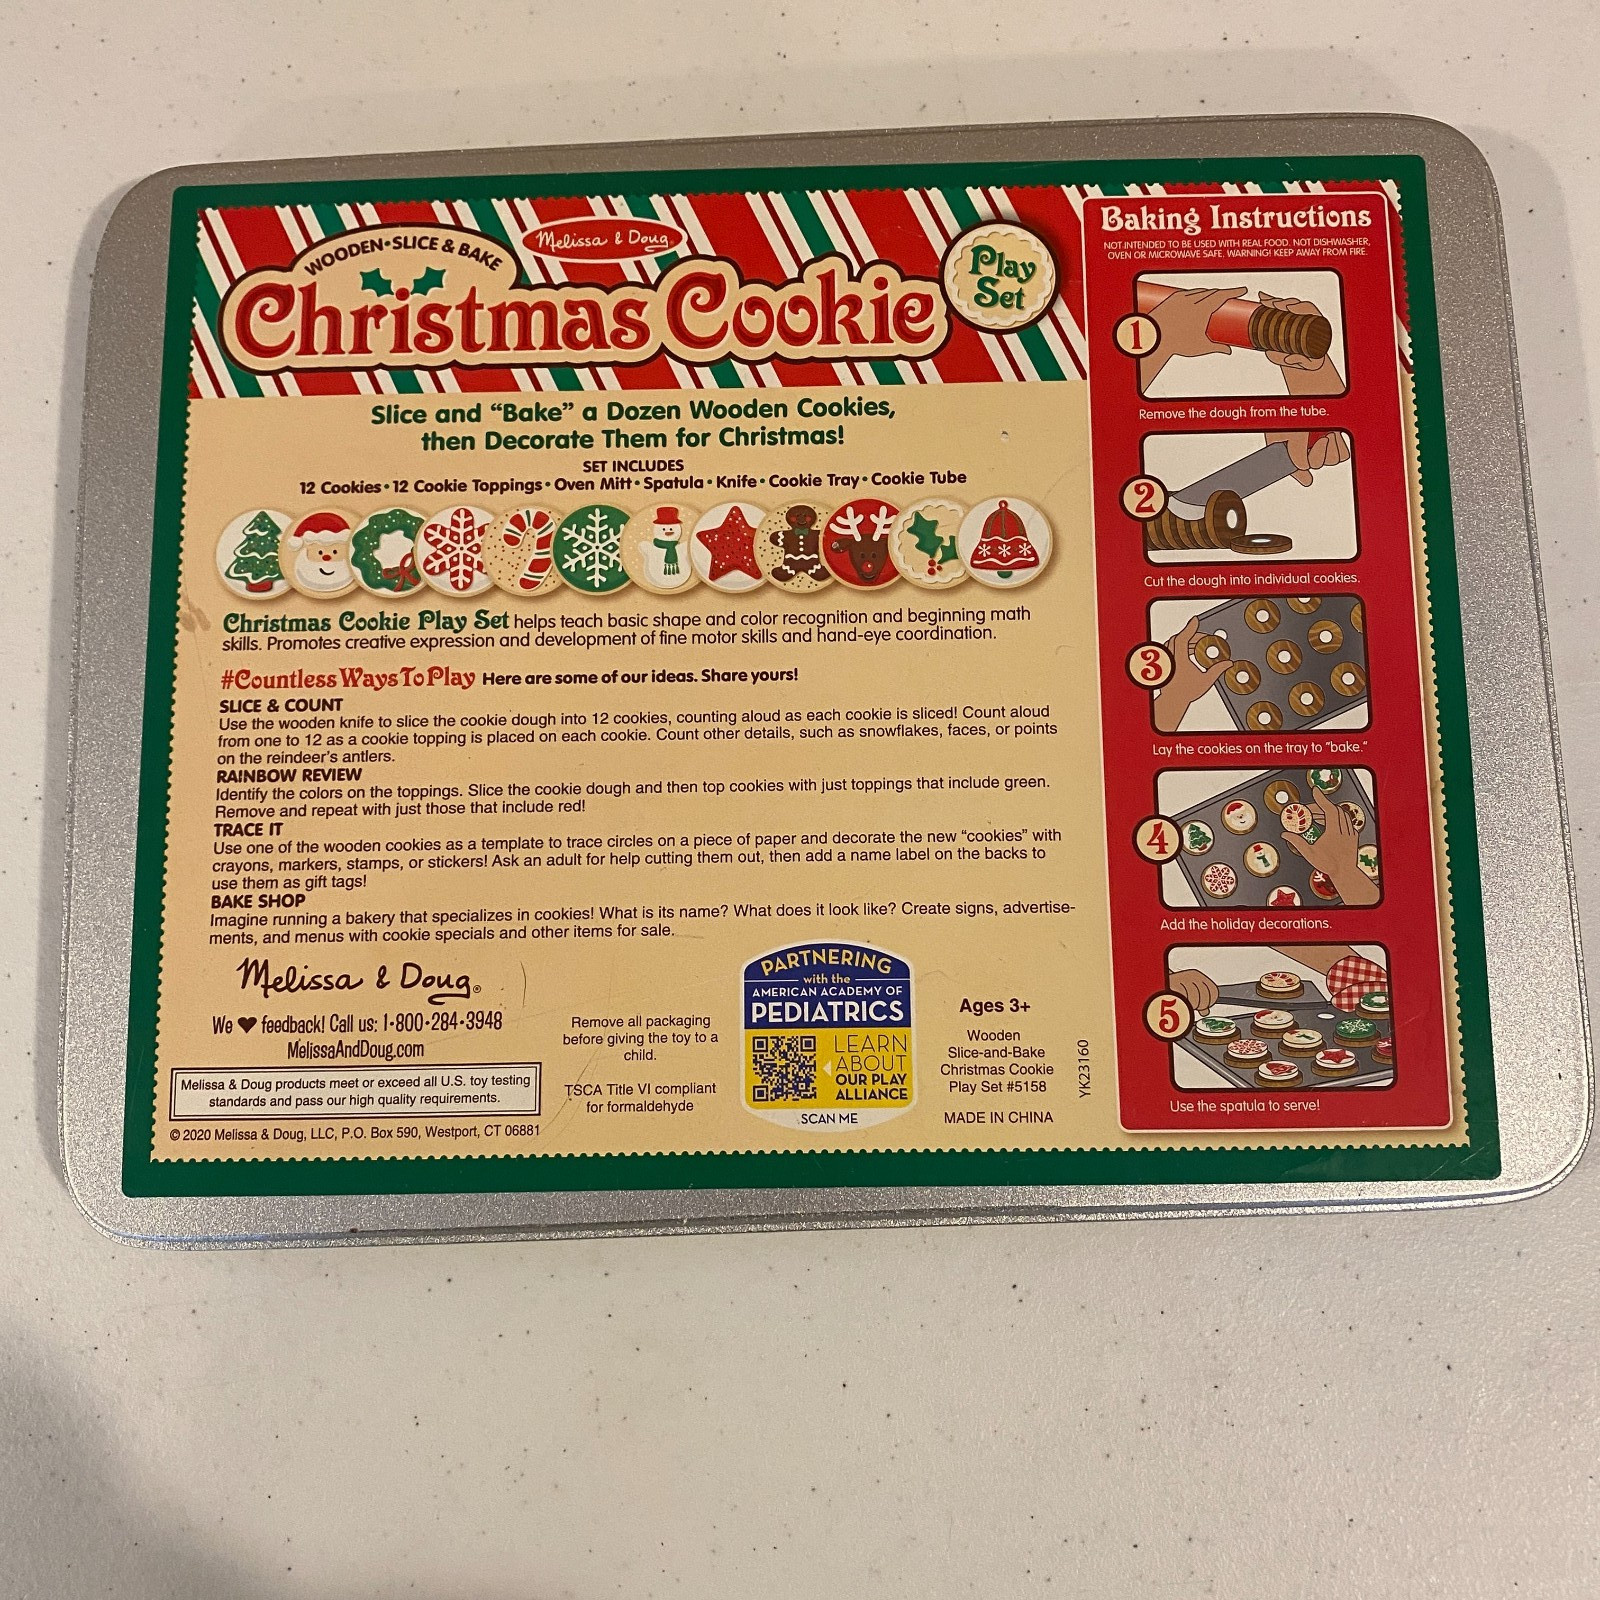 WOODEN•SLICE & BAKE
Melissa & Doug
Christmas Cookie
Play
Set
Slice and “Bake” a Dozen Wooden Cookies,
then Decorate Them for Christmas!
SET INCLUDES
12 Cookies • 12 Cookie Toppings • Oven Mitt • Spatula • Knife • Cookie Tray • Cookie Tube
Christmas Cookie Play Set helps teach basic shape and color recognition and beginning math
skills. Promotes creative expression and development of fine motor skills and hand-eye coordination.
#CountlessWaysToPlay Here are some of our ideas. Share yours!
SLICE & COUNT
Use the wooden knife to slice the cookie dough into 12 cookies, counting aloud as each cookie is sliced! Count aloud
from one to 12 as a cookie topping is placed on each cookie. Count other details, such as snowflakes, faces, or points
on the reindeer's antlers.
RAINBOW REVIEW
Identify the colors on the toppings. Slice the cookie dough and then top cookies with just toppings that include green.
Remove and repeat with just those that include red!
TRACE IT
Use one of the wooden cookies as a template to trace circles on a piece of paper and decorate the new “cookies” with
crayons, markers, stamps, or stickers! Ask an adult for help cutting them out, then add a name label on the backs to
use them as gift tags!
BAKE SHOP
Imagine running a bakery that specializes in cookies! What is its name? What does it look like? Create signs, advertise-
ments, and menus with cookie specials and other items for sale.
Melissa & Doug®
We ♥ feedback! Call us: 1•800•284•3948
MelissaAndDoug.com
Melissa & Doug products meet or exceed all U.S. toy testing
standards and pass our high quality requirements.
© 2020 Melissa & Doug, LLC, P.O. Box 590, Westport, CT 06881
Remove all packaging
before giving the toy to a
child.
TSCA Title VI compliant
for formaldehyde
PARTNERING
with the
AMERICAN ACADEMY OF
PEDIATRICS
LEARN
ABOUT
OUR PLAY
ALLIANCE
SCAN ME
Ages 3+
Wooden
Slice-and-Bake
Christmas Cookie
Play Set #5158
MADE IN CHINA
YK23160
Baking Instructions
NOT INTENDED TO BE USED WITH REAL FOOD. NOT DISHWASHER,
OVEN OR MICROWAVE SAFE. WARNING! KEEP AWAY FROM FIRE.
1
Remove the dough from the tube.
2
Cut the dough into individual cookies.
3
Lay the cookies on the tray to “bake.”
4
Add the holiday decorations.
5
Use the spatula to serve!